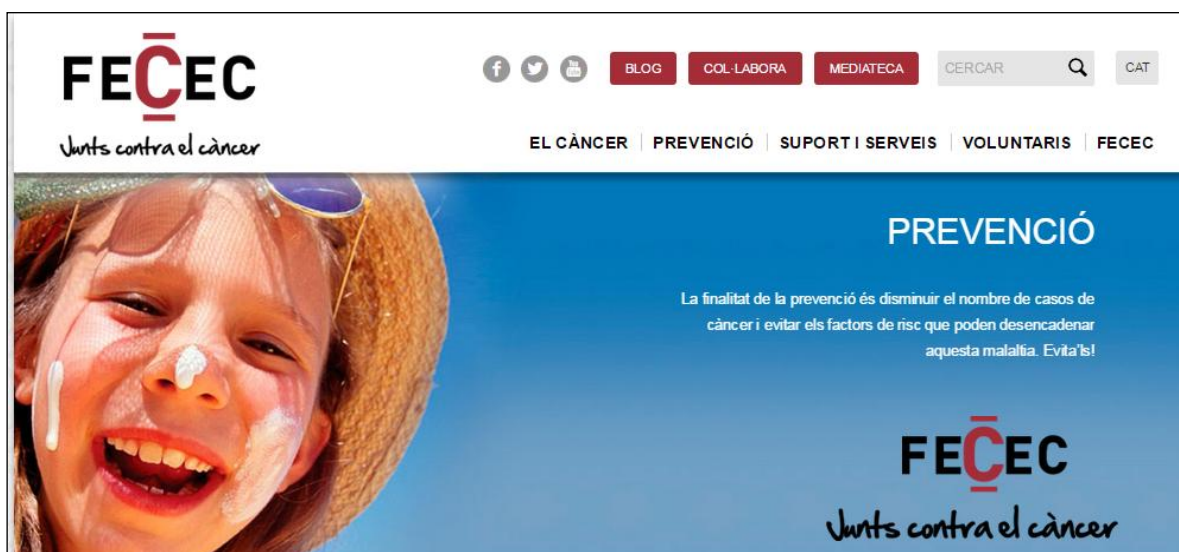 FECEC
Junts contra el càncer
f
You Tube
BLOG
COL·LABORA
MEDIATECA
CERCAR
CAT
EL CÀNCER
PREVENCIÓ
SUPORT I SERVEIS
VOLUNTARIS
FECEC
PREVENCIÓ
La finalitat de la prevenció és disminuir el nombre de casos de
càncer i evitar els factors de risc que poden desencadenar
aquesta malaltia. Evita'ls!
FECEC
Junts contra el càncer